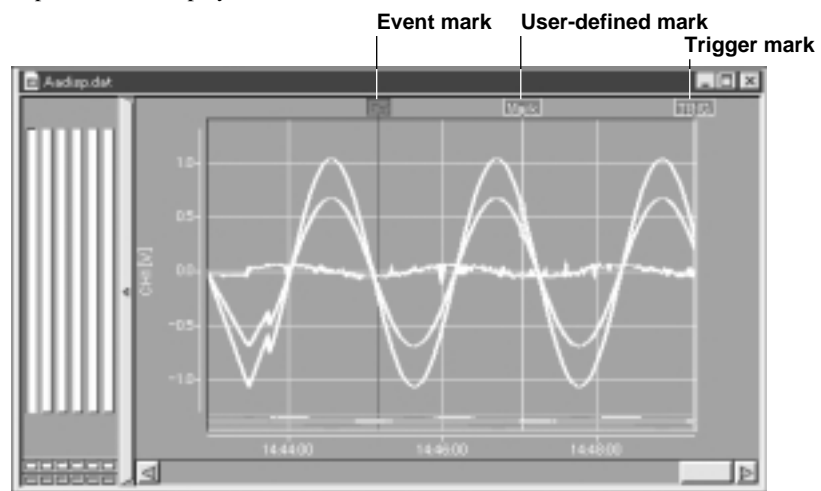 Event mark User-defined mark
Trigger mark
Aadisp.dat
Mark
1.0
0.5
0.0
CH1 [V]
-0.5
-1.0
14:44:00 14:46:00 14:48:00